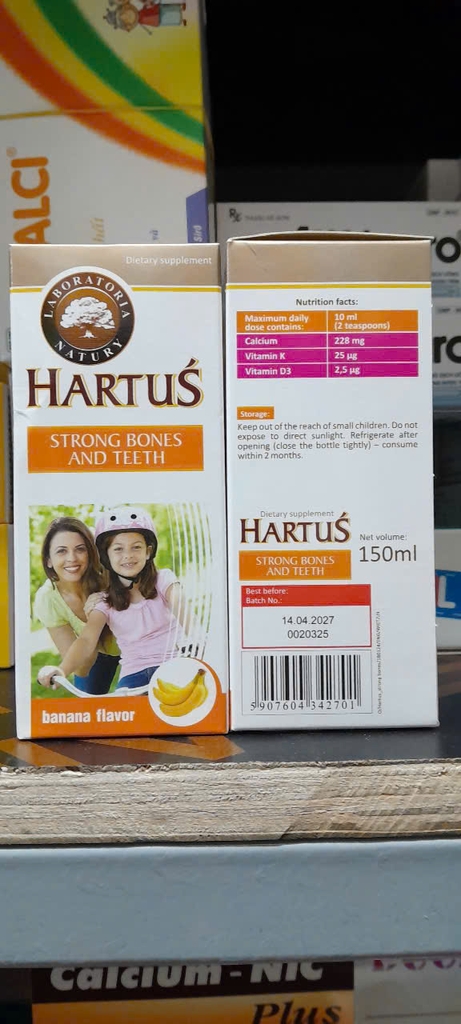 ALCI®
Dietary supplement
LABORATORIA
NATURY
HARTUŚ
STRONG BONES
AND TEETH
banana flavor
Nutrition facts:
Maximum daily dose contains: 10 ml (2 teaspoons)
Calcium 228 mg
Vitamin K 25 µg
Vitamin D3 2,5 µg
Storage:
Keep out of the reach of small children. Do not
expose to direct sunlight. Refrigerate after
opening (close the bottle tightly) – consume
within 2 months.
Dietary supplement
HARTUŚ
STRONG BONES
AND TEETH
Net volume:
150ml
Best before:
Batch No.:
14.04.2027
0020325
5 907604 342701
Calcium - NIC
Plus